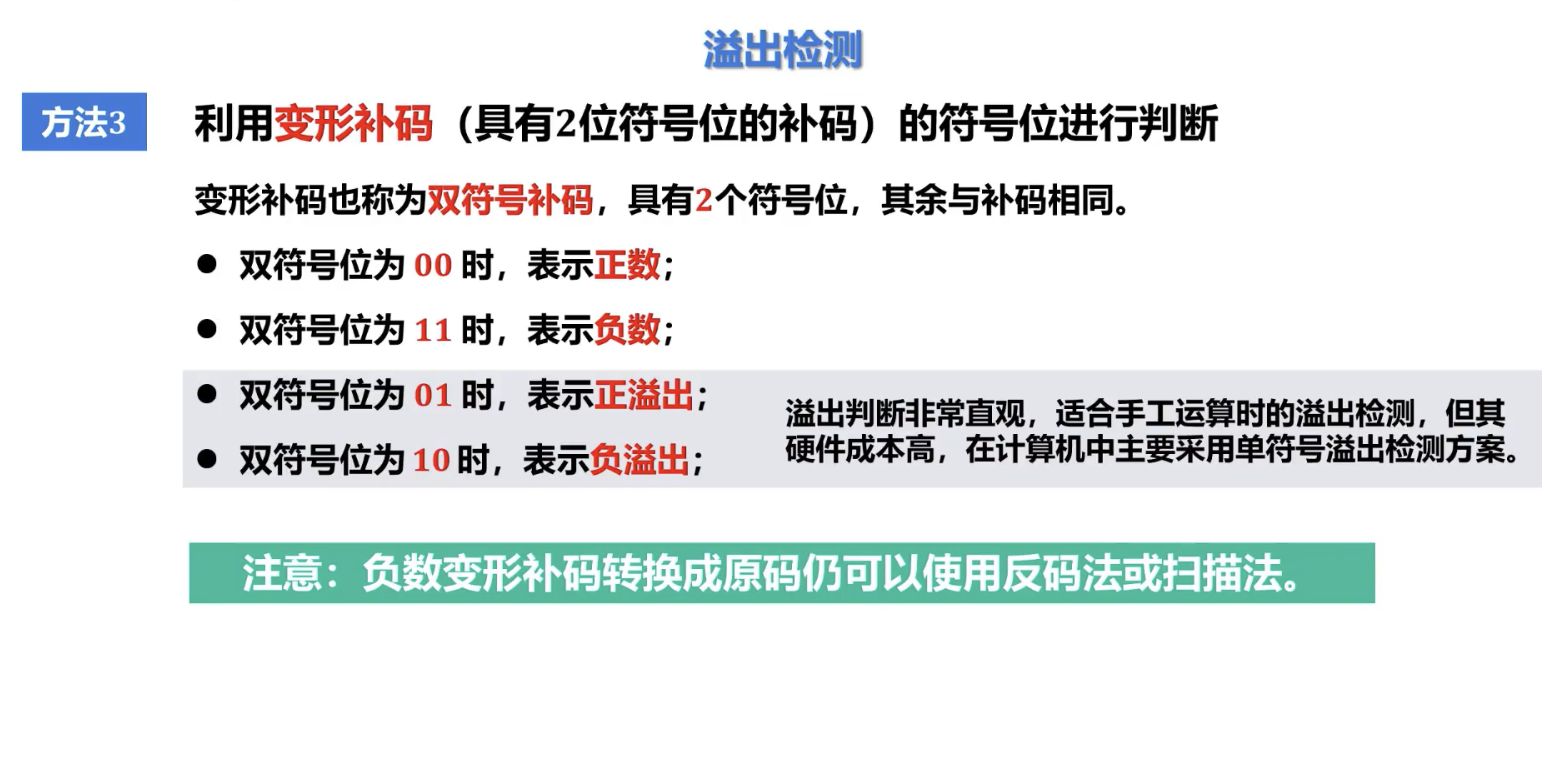 溢出检测
方法3
利用变形补码（具有2位符号位的补码）的符号位进行判断
变形补码也称为双符号补码，具有2个符号位，其余与补码相同。
● 双符号位为 00 时，表示正数；
● 双符号位为 11 时，表示负数；
● 双符号位为 01 时，表示正溢出；
● 双符号位为 10 时，表示负溢出；
溢出判断非常直观，适合手工运算时的溢出检测，但其
硬件成本高，在计算机中主要采用单符号溢出检测方案。
注意：负数变形补码转换成原码仍可以使用反码法或扫描法。